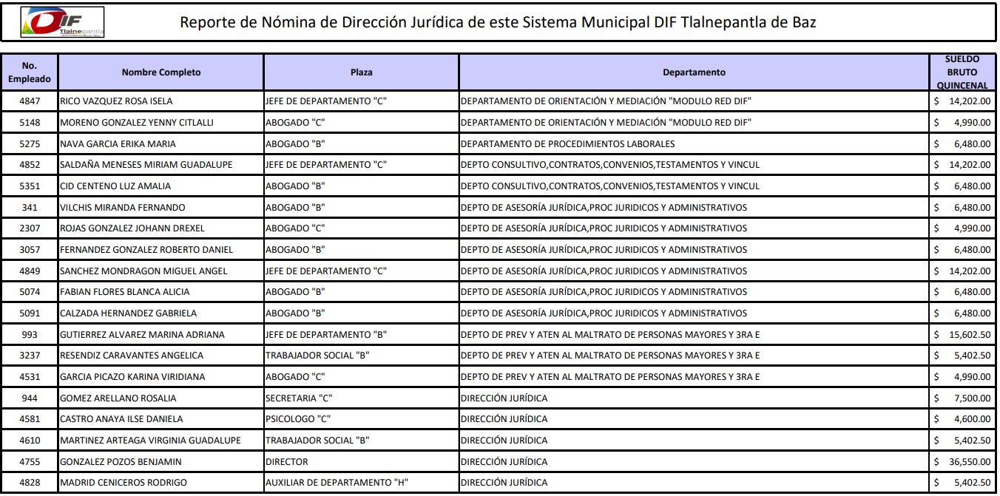 DIF
Tlalnepantla
Reporte de Nómina de Dirección Jurídica de este Sistema Municipal DIF Tlalnepantla de Baz
No. Empleado Nombre Completo Plaza Departamento SUELDO BRUTO QUINCENAL
4847 RICO VAZQUEZ ROSA ISELA JEFE DE DEPARTAMENTO "C" DEPARTAMENTO DE ORIENTACIÓN Y MEDIACIÓN "MODULO RED DIF" $ 14,202.00
5148 MORENO GONZALEZ YENNY CITLALLI ABOGADO "C" DEPARTAMENTO DE ORIENTACIÓN Y MEDIACIÓN "MODULO RED DIF" $ 4,990.00
5275 NAVA GARCIA ERIKA MARIA ABOGADO "B" DEPARTAMENTO DE PROCEDIMIENTOS LABORALES $ 6,480.00
4852 SALDAÑA MENESES MIRIAM GUADALUPE JEFE DE DEPARTAMENTO "C" DEPTO CONSULTIVO,CONTRATOS,CONVENIOS,TESTAMENTOS Y VINCUL $ 14,202.00
5351 CID CENTENO LUZ AMALIA ABOGADO "B" DEPTO CONSULTIVO,CONTRATOS,CONVENIOS,TESTAMENTOS Y VINCUL $ 6,480.00
341 VILCHIS MIRANDA FERNANDO ABOGADO "B" DEPTO DE ASESORÍA JURÍDICA,PROC JURIDICOS Y ADMINISTRATIVOS $ 6,480.00
2307 ROJAS GONZALEZ JOHANN DREXEL ABOGADO "C" DEPTO DE ASESORÍA JURÍDICA,PROC JURIDICOS Y ADMINISTRATIVOS $ 4,990.00
3057 FERNANDEZ GONZALEZ ROBERTO DANIEL ABOGADO "B" DEPTO DE ASESORÍA JURÍDICA,PROC JURIDICOS Y ADMINISTRATIVOS $ 6,480.00
4849 SANCHEZ MONDRAGON MIGUEL ANGEL JEFE DE DEPARTAMENTO "C" DEPTO DE ASESORÍA JURÍDICA,PROC JURIDICOS Y ADMINISTRATIVOS $ 14,202.00
5074 FABIAN FLORES BLANCA ALICIA ABOGADO "B" DEPTO DE ASESORÍA JURÍDICA,PROC JURIDICOS Y ADMINISTRATIVOS $ 6,480.00
5091 CALZADA HERNANDEZ GABRIELA ABOGADO "B" DEPTO DE ASESORÍA JURÍDICA,PROC JURIDICOS Y ADMINISTRATIVOS $ 6,480.00
993 GUTIERREZ ALVAREZ MARINA ADRIANA JEFE DE DEPARTAMENTO "B" DEPTO DE PREV Y ATEN AL MALTRATO DE PERSONAS MAYORES Y 3RA E $ 15,602.50
3237 RESENDIZ CARAVANTES ANGELICA TRABAJADOR SOCIAL "B" DEPTO DE PREV Y ATEN AL MALTRATO DE PERSONAS MAYORES Y 3RA E $ 5,402.50
4531 GARCIA PICAZO KARINA VIRIDIANA ABOGADO "C" DEPTO DE PREV Y ATEN AL MALTRATO DE PERSONAS MAYORES Y 3RA E $ 4,990.00
944 GOMEZ ARELLANO ROSALIA SECRETARIA "C" DIRECCIÓN JURÍDICA $ 7,500.00
4581 CASTRO ANAYA ILSE DANIELA PSICOLOGO "C" DIRECCIÓN JURÍDICA $ 4,600.00
4610 MARTINEZ ARTEAGA VIRGINIA GUADALUPE TRABAJADOR SOCIAL "B" DIRECCIÓN JURÍDICA $ 5,402.50
4755 GONZALEZ POZOS BENJAMIN DIRECTOR DIRECCIÓN JURÍDICA $ 36,550.00
4828 MADRID CENICEROS RODRIGO AUXILIAR DE DEPARTAMENTO "H" DIRECCIÓN JURÍDICA $ 5,402.50